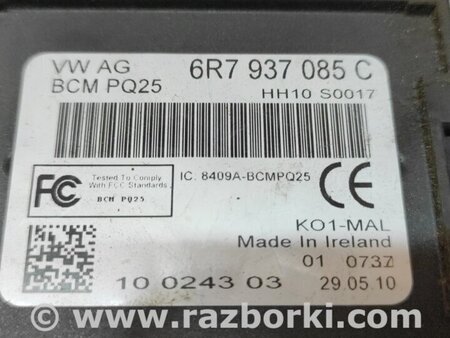 VW AG 6R7 937 085 C
BCM PQ25 HH10 S0017
Tested To Comply
With FCC Standards
FC IC: 8409A-BCMPQ25 CE
BCM PQ25
KO1-MAL
Made In Ireland
01 0737
10 0243 03 29.05.10
www.razborki.com